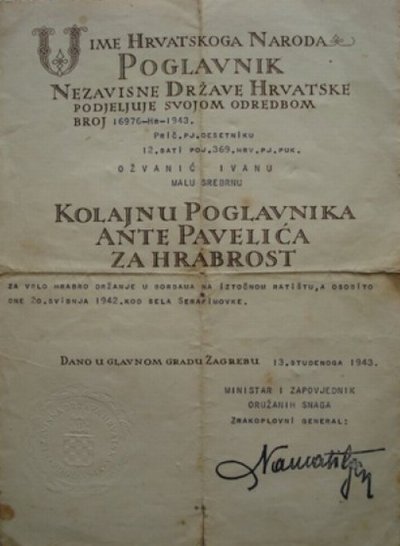 U IME HRVATSKOGA NARODA
POGLAVNIK
NEZAVISNE DRŽAVE HRVATSKE
PODJELJUJE SVOJOM ODREDBOM
BROJ 16976-HB-1943.
PRIČ.PJ.DESETNIKU
12.SATI POJ.369.HRV.PJ.PUK.
OŽVANIĆ IVANU
MALU SREBRNU
KOLAJNU POGLAVNIKA
ANTE PAVELIĆA
ZA HRABROST
ZA VRLO HRABRO DRŽANJE U BORBAMA NA IZTOČNOM RATIŠTU,A OSOBITO
ONE 20.SVIBNJA 1942.KOD SELA SERAFIMOVKE.
DANO U GLAVNOM GRADU ZAGREBU 13.STUDENOGA 1943.
MINISTAR I ZAPOVJEDNIK
ORUŽANIH SNAGA
ZRAKOPLOVNI GENERAL: